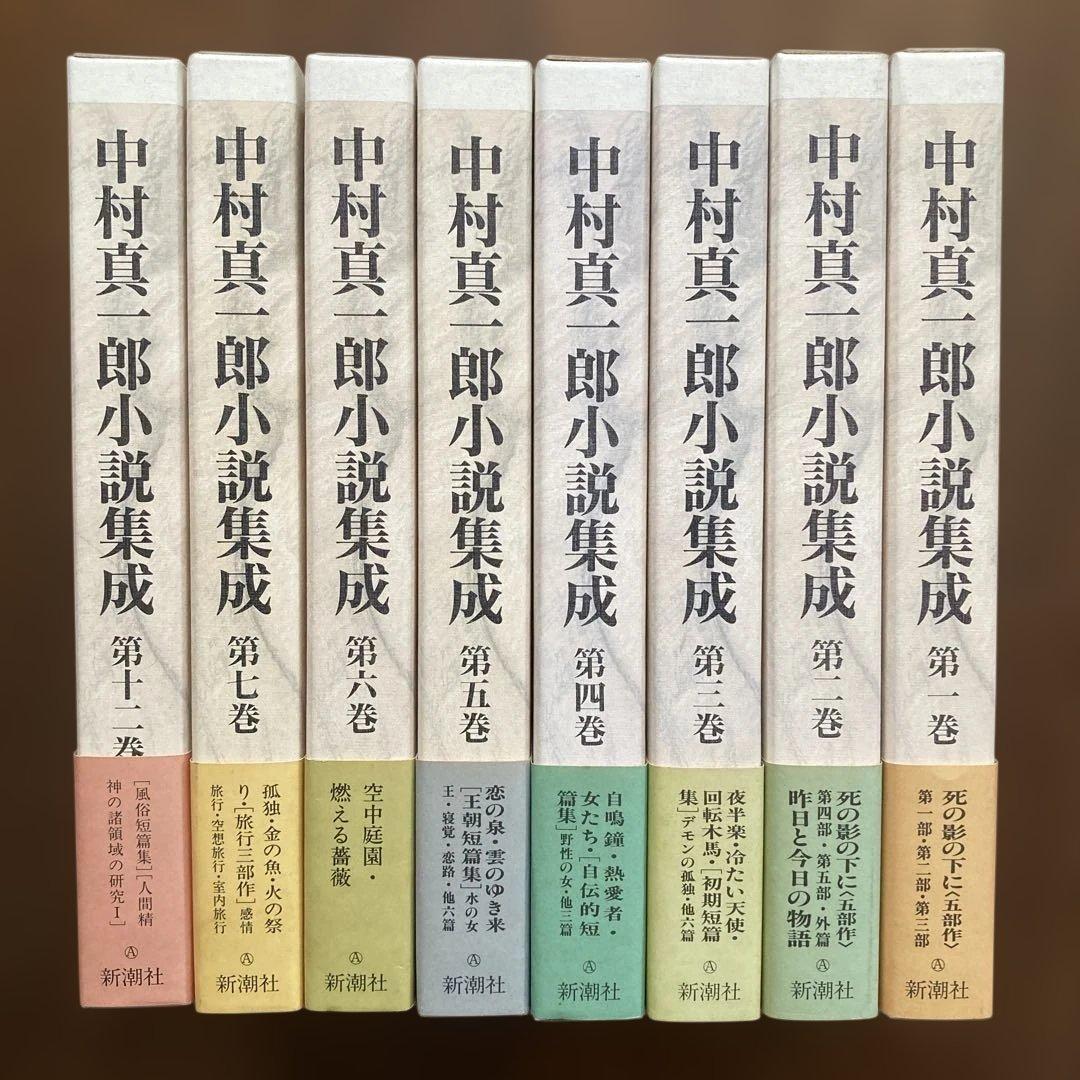 中村真一郎小説集成
第一巻
死の影の下に〈五部作〉
第一部・第二部・第三部
Ⓐ
新潮社
中村真一郎小説集成
第二巻
死の影の下に〈五部作〉
第四部・第五部・外篇
昨日と今日の物語
Ⓐ
新潮社
中村真一郎小説集成
第三巻
夜半楽・冷たい天使・
回転木馬・[初期短篇
集]デモンの孤独・他六篇
Ⓐ
新潮社
中村真一郎小説集成
第四巻
自鳴鐘・熱愛者・
女たち・[自伝的短
篇集]野性の女・他三篇
Ⓐ
新潮社
中村真一郎小説集成
第五巻
恋の泉・雲のゆき来
[王朝短篇集]水の女
王・寝覚・恋路・他六篇
Ⓐ
新潮社
中村真一郎小説集成
第六巻
空中庭園・
燃える薔薇
Ⓐ
新潮社
中村真一郎小説集成
第七巻
孤独・金の魚・火の祭
り・[旅行三部作]感情
旅行・空想旅行・室内旅行
Ⓐ
新潮社
中村真一郎小説集成
第十二巻
[風俗短篇集][人間精
神の諸領域の研究Ⅰ]
Ⓐ
新潮社